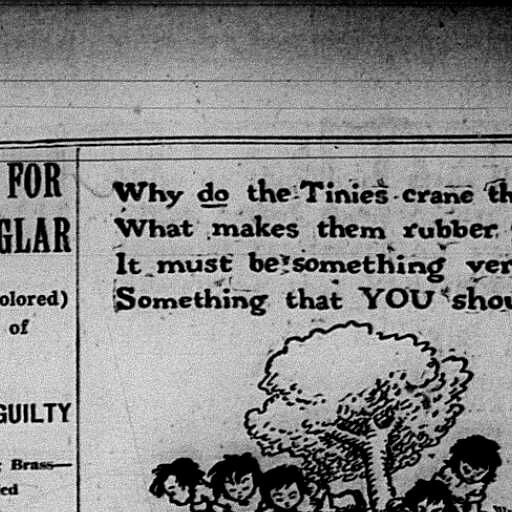 FOR
GLAR
olored)
of
GUILTY
Brass—
ed
Why do the Tinies crane th
What makes them rubber
It must be something ver
Something that YOU shou